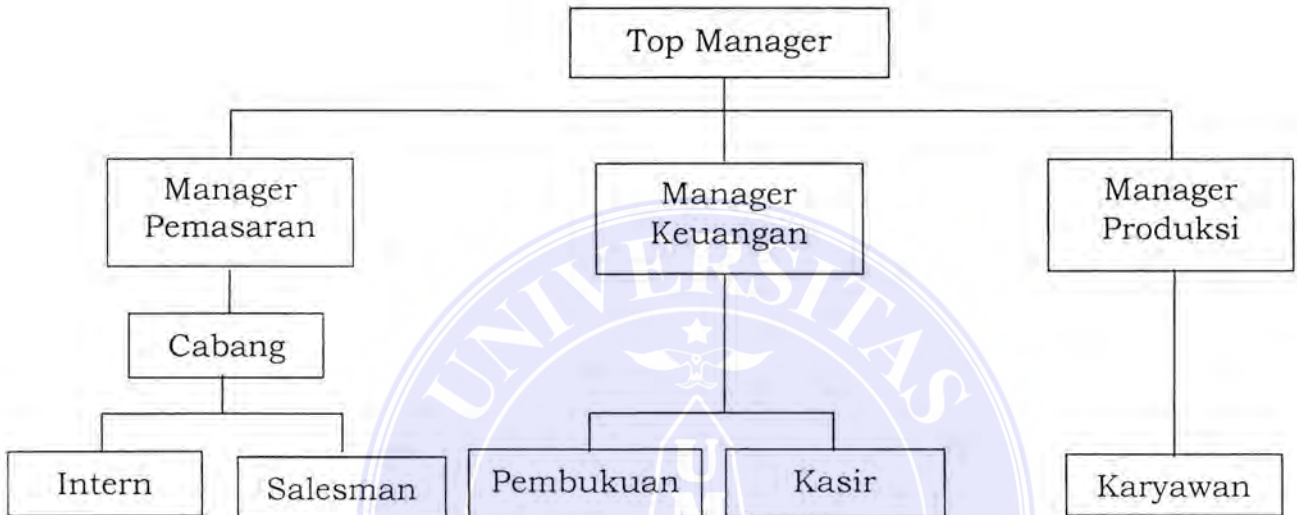 Top Manager
Manager
Pemasaran
Manager
Keuangan
Manager
Produksi
Cabang
Intern
Salesman
Pembukuan
Kasir
Karyawan
UNIVERSITAS
U
M